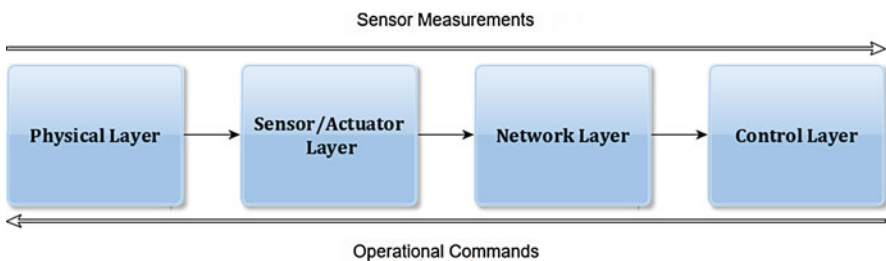 Sensor Measurements
Physical Layer
Sensor/Actuator
Layer
Network Layer
Control Layer
Operational Commands